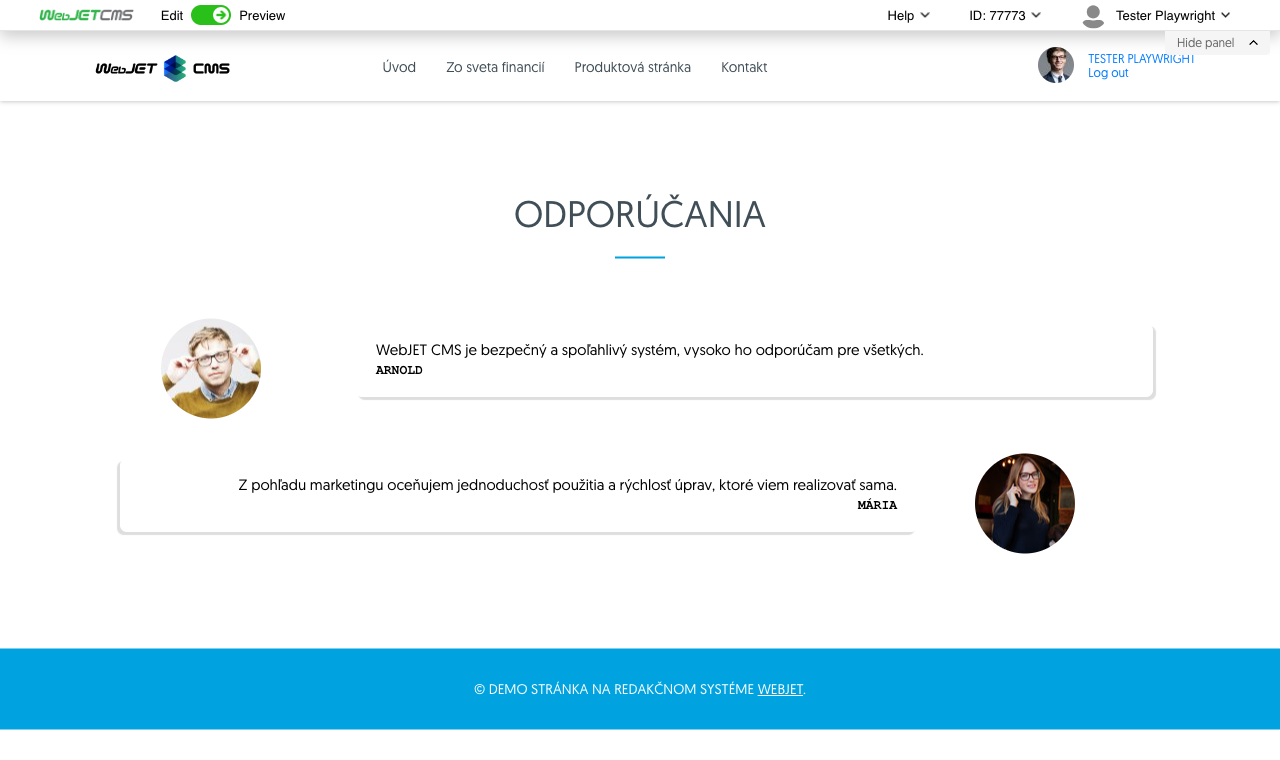 WebJETCMS
Edit
Preview
Help
ID: 77773
Tester Playwright
Hide panel
WebJET CMS
Úvod
Zo sveta financií
Produktová stránka
Kontakt
TESTER PLAYWRIGHT
Log out
ODPORÚČANIA
WebJET CMS je bezpečný a spoľahlivý systém, vysoko ho odporúčam pre všetkých.
ARNOLD
Z pohľadu marketingu oceňujem jednoduchosť použitia a rýchlosť úprav, ktoré viem realizovať sama.
MÁRIA
© DEMO STRÁNKA NA REDAKČNOM SYSTÉME WEBJET.